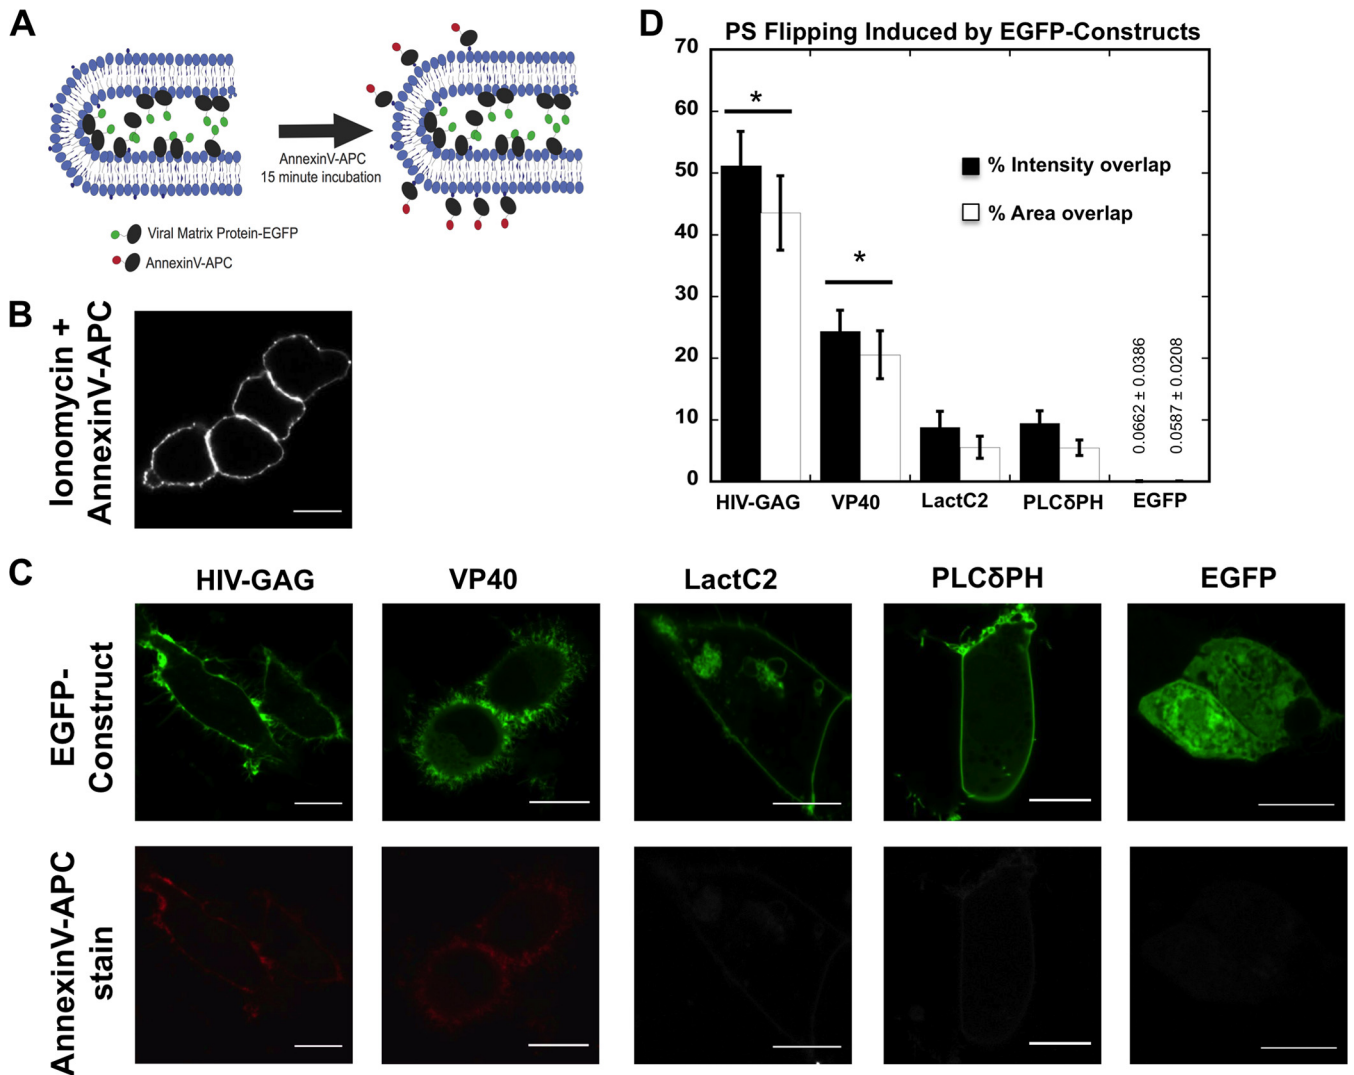 A
AnnexinV-APC
15 minute incubation
Viral Matrix Protein-EGFP
AnnexinV-APC
B
Ionomycin +
AnnexinV-APC
D
PS Flipping Induced by EGFP-Constructs
70
60
50
40
30
20
10
0
*
*
% Intensity overlap
% Area overlap
0.0662 ± 0.0386
0.0587 ± 0.0208
HIV-GAG VP40 LactC2 PLCδPH EGFP
C
HIV-GAG VP40 LactC2 PLCδPH EGFP
EGFP-
Construct
AnnexinV-APC
stain